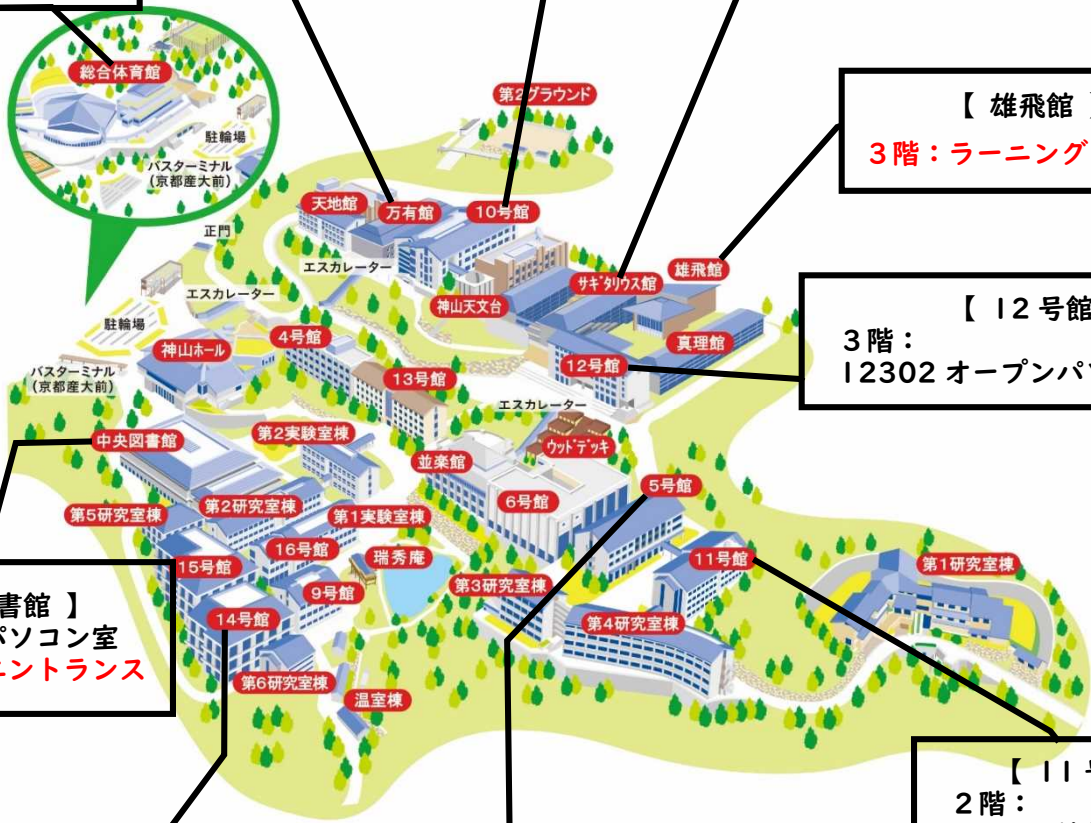 総合体育館
駐輪場
バスターミナル
(京都産大前)
第2グラウンド
【 雄飛館 】
3階:ラーニング
天地館
万有館
10号館
正門
エスカレーター
エスカレーター
神山天文台
サギタリウス館
雄飛館
真理館
【 12号館
3階:
12302 オープンパソ
駐輪場
バスターミナル
(京都産大前)
神山ホール
4号館
13号館
12号館
エスカレーター
中央図書館
第2実験室棟
並楽館
ウッドデッキ
6号館
5号館
第5研究室棟
第2研究室棟
第1実験室棟
16号館
瑞秀庵
15号館
9号館
第3研究室棟
11号館
第1研究室棟
14号館
第4研究室棟
第6研究室棟
温室棟
書館 】
パソコン室
エントランス
【 11号
2階: